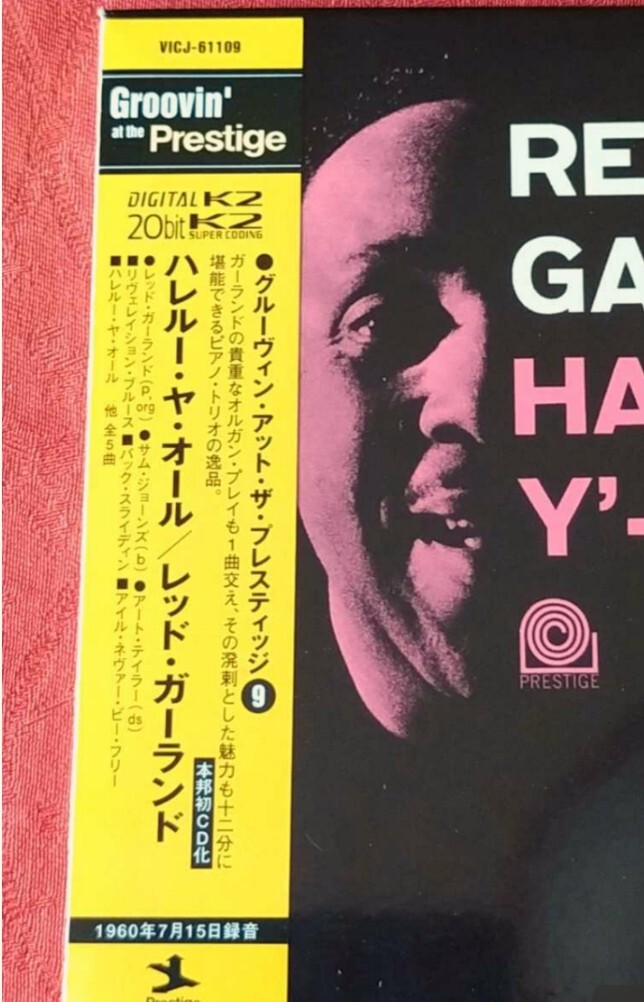 VICJ-61109
Groovin'
at the Prestige
DIGITAL K2
20bit K2
SUPER CODING
●グルーヴィン・アット・ザ・プレスティッジ9
ガーランドの貴重なオルガン・プレイも1曲交え、その溌剌とした魅力も十二分に
堪能できるピアノ・トリオの逸品。
本邦初CD化
ハレルー・ヤ・オール／レッド・ガーランド
●レッド・ガーランド(p, org) ●サム・ジョーンズ(b) ●アート・テイラー(ds)
■リヴェレイション・ブルース ■バック・スライディン ■アイル・ネヴァー・ビー・フリー
■ハレルー・ヤ・オール 他 全5曲
1960年7月15日録音
Prestige
RE
GA
HA
Y'-
PRESTIGE